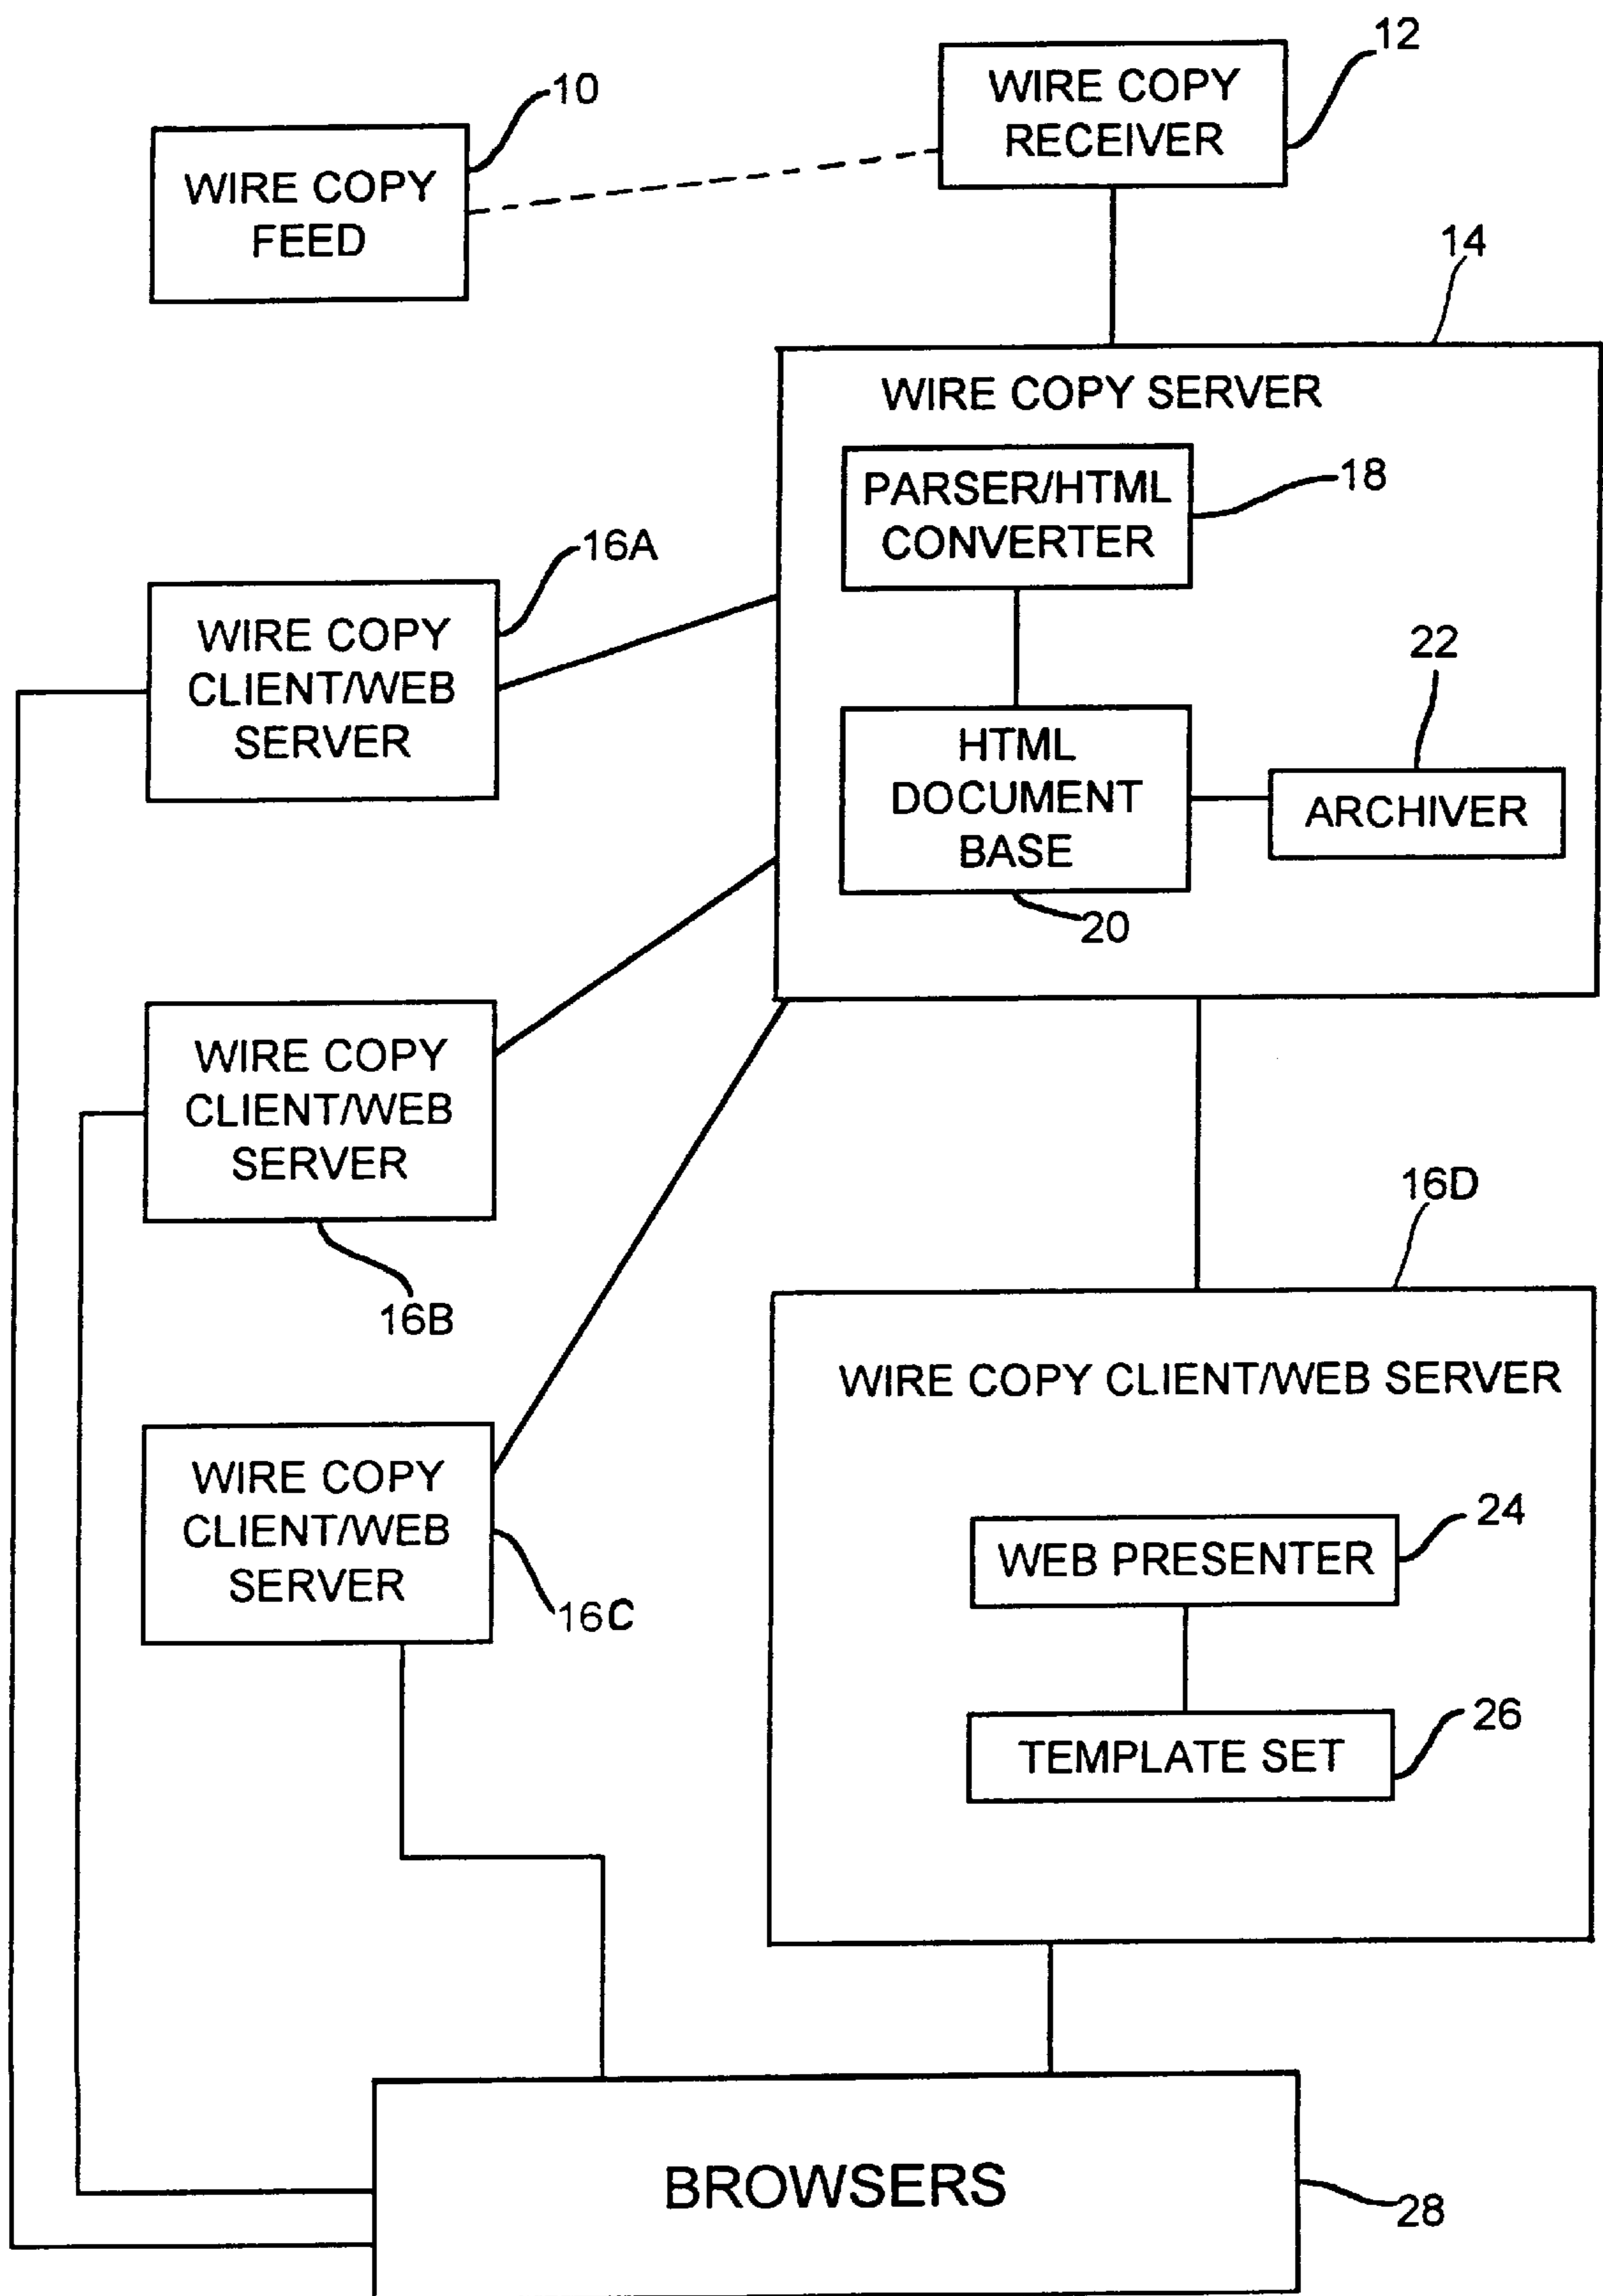 12
WIRE COPY
RECEIVER
10
WIRE COPY
FEED
14
WIRE COPY SERVER
PARSER/HTML
CONVERTER
18
16A
WIRE COPY
CLIENT/WEB
SERVER
22
HTML
DOCUMENT
BASE
ARCHIVER
20
WIRE COPY
CLIENT/WEB
SERVER
16B
16D
WIRE COPY CLIENT/WEB SERVER
WIRE COPY
CLIENT/WEB
SERVER
16C
24
WEB PRESENTER
26
TEMPLATE SET
BROWSERS
28